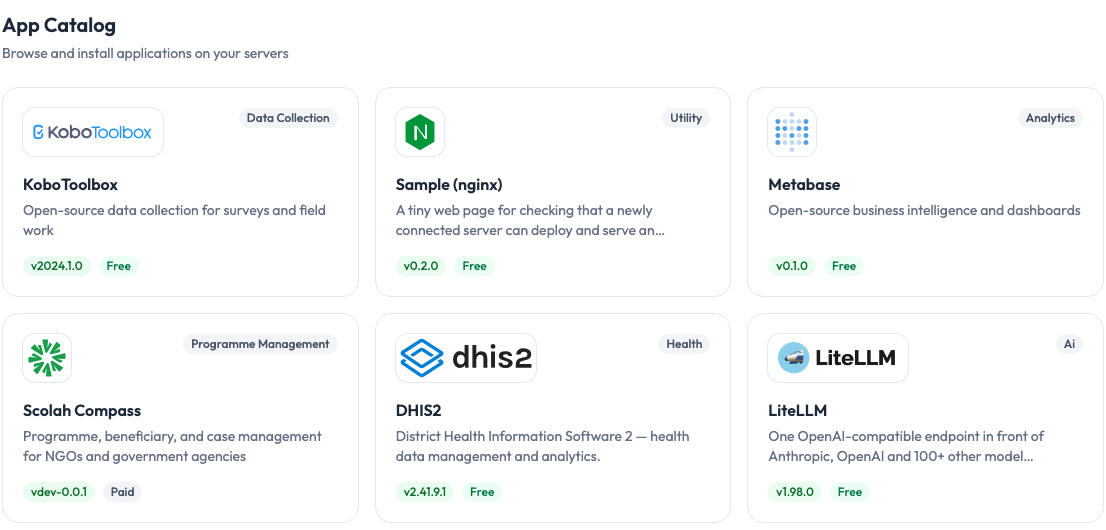 App Catalog
Browse and install applications on your servers
KoboToolbox
Data Collection
KoboToolbox
Open-source data collection for surveys and field
work
v2024.1.0
Free
N
Utility
Sample (nginx)
A tiny web page for checking that a newly
connected server can deploy and serve an...
v0.2.0
Free
Analytics
Metabase
Open-source business intelligence and dashboards
v0.1.0
Free
Programme Management
Scolah Compass
Programme, beneficiary, and case management
for NGOs and government agencies
vdev-0.0.1
Paid
dhis2
Health
DHIS2
District Health Information Software 2 — health
data management and analytics.
v2.41.9.1
Free
LiteLLM
Ai
LiteLLM
One OpenAI-compatible endpoint in front of
Anthropic, OpenAI and 100+ other model...
v1.98.0
Free